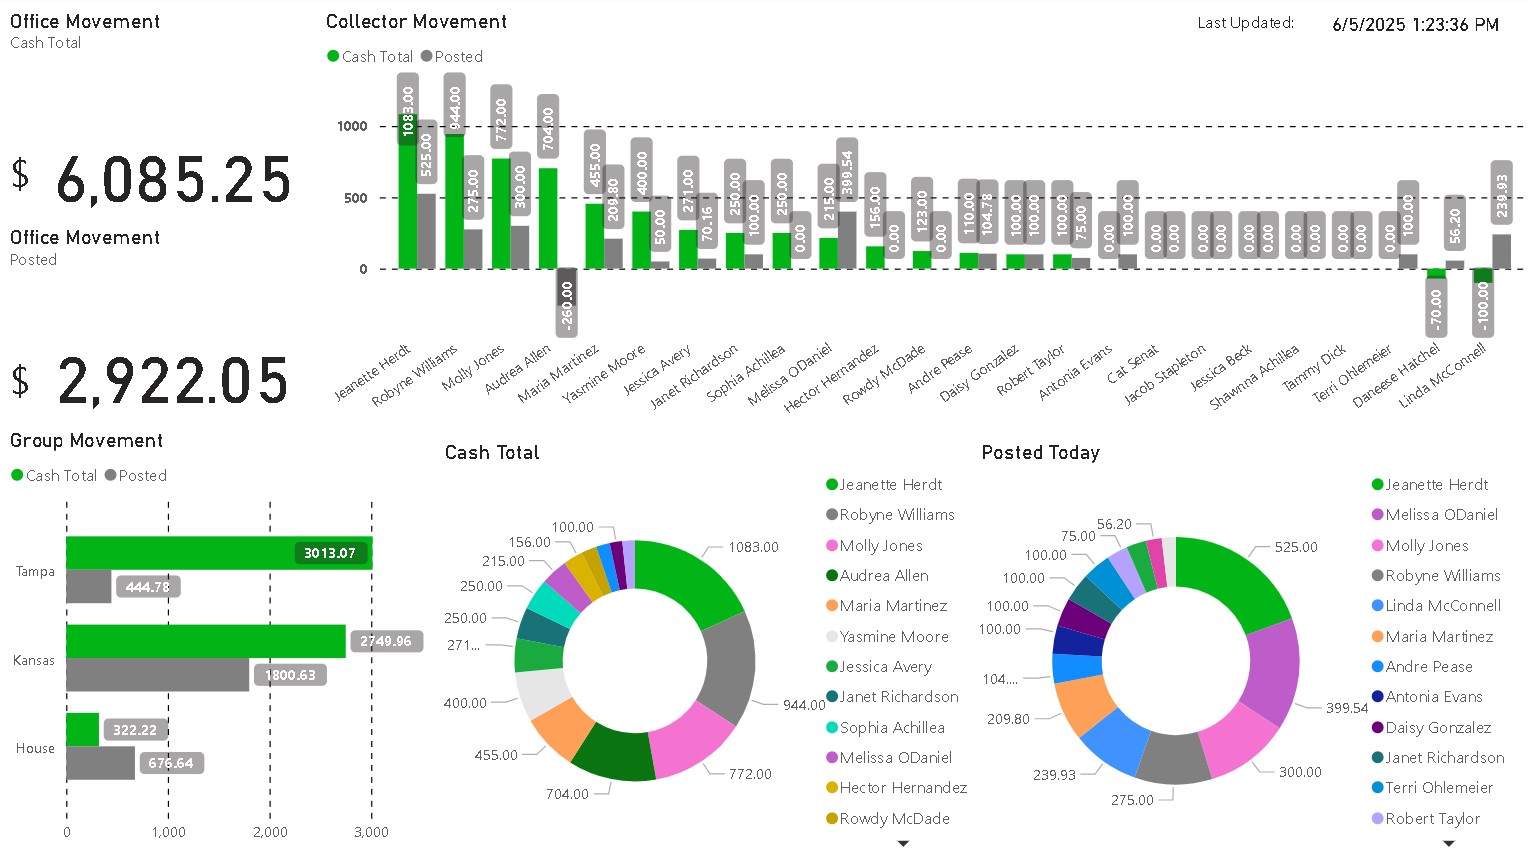 Office Movement
Cash Total
$ 6,085.25
Office Movement
Posted
$ 2,922.05
Collector Movement
Last Updated: 6/5/2025 1:23:36 PM
Cash Total Posted
1000
500
0
1083.00
525.00
944.00
275.00
772.00
300.00
704.00
-260.00
455.00
209.80
400.00
50.00
271.00
70.16
250.00
100.00
250.00
0.00
215.00
399.54
156.00
0.00
123.00
0.00
110.00
104.78
100.00
100.00
100.00
75.00
0.00
100.00
0.00
0.00
0.00
0.00
0.00
0.00
0.00
0.00
0.00
0.00
0.00
100.00
-70.00
56.20
-100.00
239.93
Jeanette Herdt
Robyne Williams
Molly Jones
Audrea Allen
Maria Martinez
Yasmine Moore
Jessica Avery
Janet Richardson
Sophia Achillea
Melissa ODaniel
Hector Hernandez
Rowdy McDade
Andre Pease
Daisy Gonzalez
Robert Taylor
Antonia Evans
Cat Senat
Jacob Stapleton
Jessica Beck
Shawnna Achillea
Tammy Dick
Terri Ohlemeier
Daneese Hatchel
Linda McConnell
Group Movement
Cash Total Posted
Tampa
3013.07
444.78
Kansas
2749.96
1800.63
House
322.22
676.64
0 1,000 2,000 3,000
Cash Total
1083.00
944.00
772.00
704.00
455.00
400.00
271...
250.00
250.00
215.00
156.00
100.00
Jeanette Herdt
Robyne Williams
Molly Jones
Audrea Allen
Maria Martinez
Yasmine Moore
Jessica Avery
Janet Richardson
Sophia Achillea
Melissa ODaniel
Hector Hernandez
Rowdy McDade
Posted Today
525.00
399.54
300.00
275.00
239.93
209.80
104....
100.00
100.00
100.00
100.00
75.00
56.20
Jeanette Herdt
Melissa ODaniel
Molly Jones
Robyne Williams
Linda McConnell
Maria Martinez
Andre Pease
Antonia Evans
Daisy Gonzalez
Janet Richardson
Terri Ohlemeier
Robert Taylor